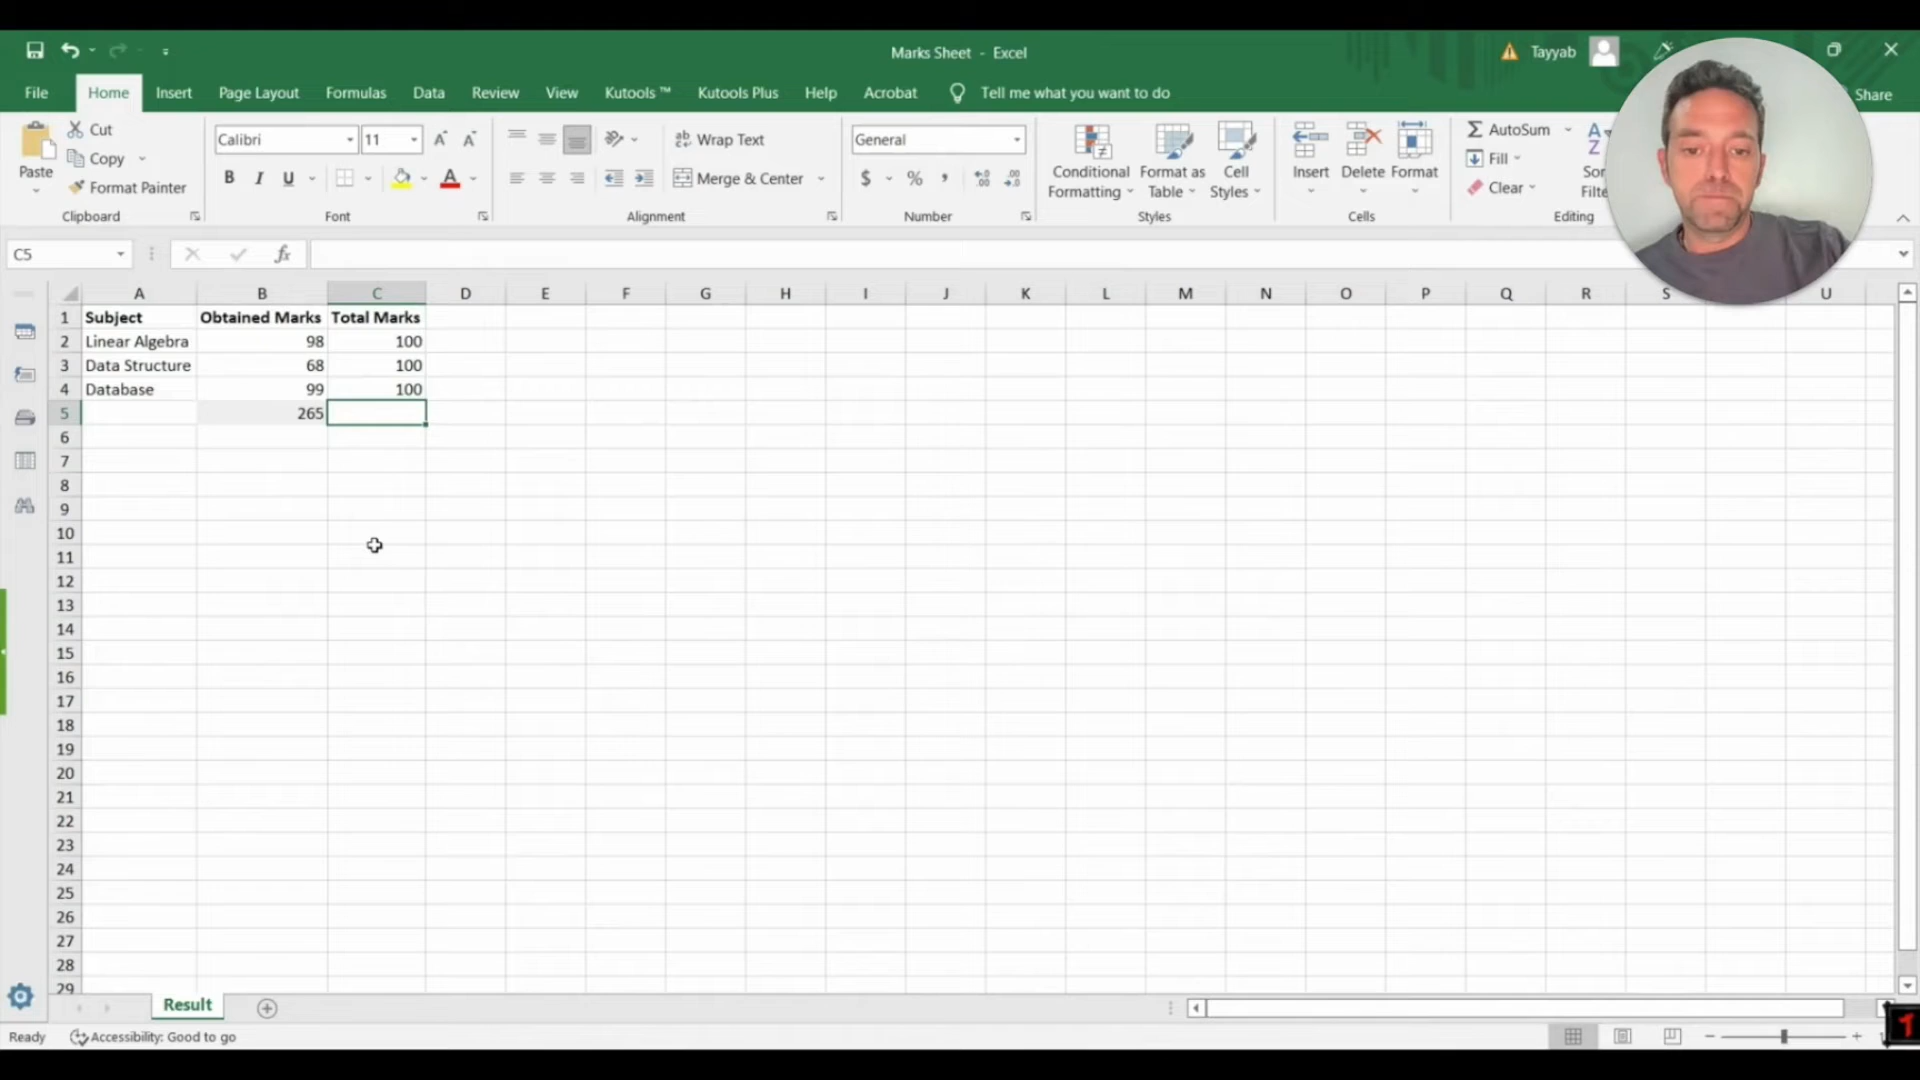 Marks Sheet - Excel
Tayyab
File Home Insert Page Layout Formulas Data Review View Kutools ™ Kutools Plus Help Acrobat Tell me what you want to do Share
Paste
Cut
Copy
Format Painter
Clipboard
Calibri 11
B I U A
Font
Wrap Text
Merge & Center
Alignment
General
$ % ,
Number
Conditional Formatting
Format as Table
Cell Styles
Styles
Insert Delete Format
Cells
AutoSum
Fill
Clear
Editing
C5
fx
A B C D E F G H I J K L M N O P Q R S U
1 Subject Obtained Marks Total Marks
2 Linear Algebra 98 100
3 Data Structure 68 100
4 Database 99 100
5 265
6
7
8
9
10
11
12
13
14
15
16
17
18
19
20
21
22
23
24
25
26
27
28
29
Result
Ready Accessibility: Good to go
1